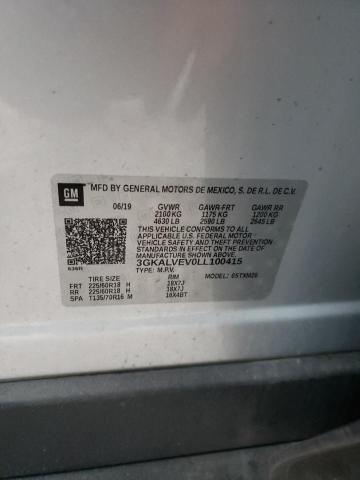 GM MFD BY GENERAL MOTORS DE MEXICO, S. DE R.L. DE C.V.
06/19 GVWR GAWR-FRT GAWR RR
2100 KG 1175 KG 1200 KG
4630 LB 2590 LB 2645 LB
THIS VEHICLE CONFORMS TO ALL
APPLICABLE U.S. FEDERAL MOTOR
VEHICLE SAFETY AND THEFT PREVENTION
STANDARDS IN EFFECT ON THE DATE OF
MANUFACTURE SHOWN ABOVE.
3GKALVEV0LL100415
TYPE: M.P.V. MODEL:
TIRE SIZE RIM
FRT 225/60R18 H 18X7J
RR 225/60R18 H 18X7J
SPA T135/70R16 M 16X4BT